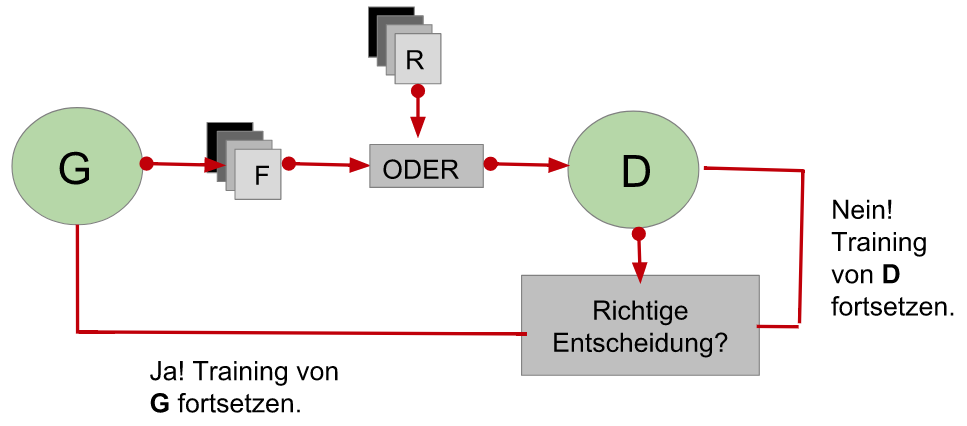 R
G
F
ODER
D
Nein!
Training
von D
fortsetzen.
Richtige
Entscheidung?
Ja! Training von
G fortsetzen.